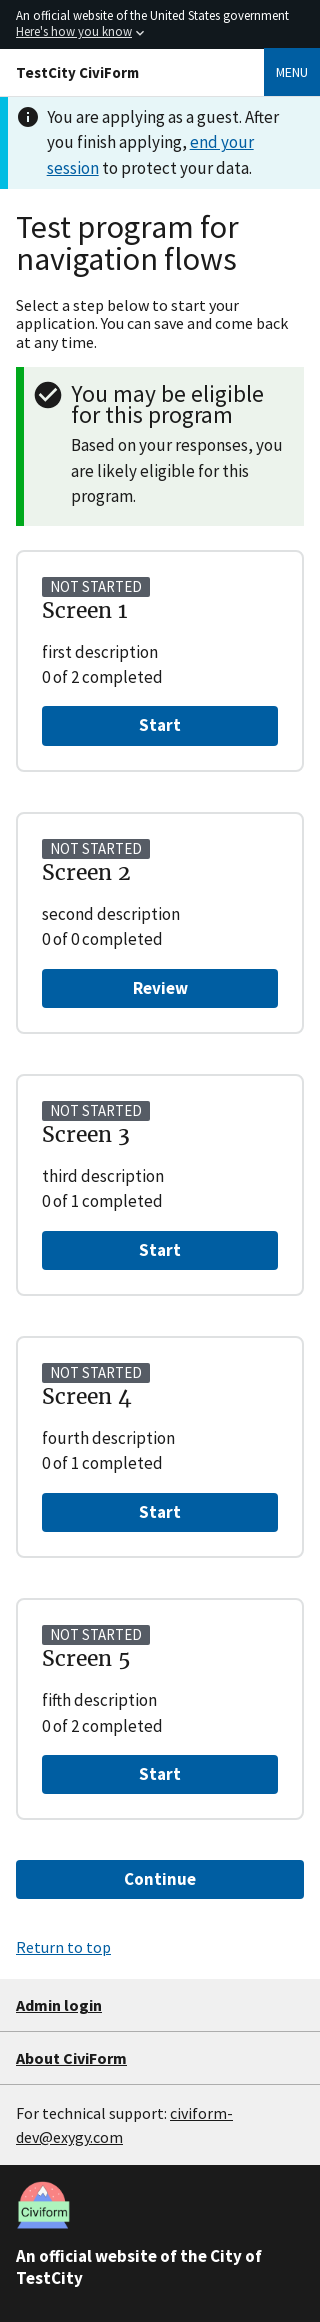 An official website of the United States government
Here's how you know
TestCity CiviForm
MENU
You are applying as a guest. After
you finish applying, end your
session to protect your data.
Test program for
navigation flows
Select a step below to start your
application. You can save and come back
at any time.
You may be eligible
for this program
Based on your responses, you
are likely eligible for this
program.
NOT STARTED
Screen 1
first description
0 of 2 completed
Start
NOT STARTED
Screen 2
second description
0 of 0 completed
Review
NOT STARTED
Screen 3
third description
0 of 1 completed
Start
NOT STARTED
Screen 4
fourth description
0 of 1 completed
Start
NOT STARTED
Screen 5
fifth description
0 of 2 completed
Start
Continue
Return to top
Admin login
About CiviForm
For technical support: civiform-
dev@exygy.com
Civiform
An official website of the City of
TestCity